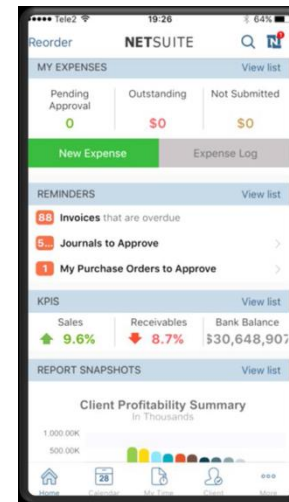 Tele2 19:26 64%
Reorder NETSUITE N
MY EXPENSES View list
Pending Approval Outstanding Not Submitted
0 $0 $0
New Expense Expense Log
REMINDERS View list
88 Invoices that are overdue
5... Journals to Approve
1 My Purchase Orders to Approve
KPIS View list
Sales Receivables Bank Balance
9.6% 8.7% $30,648,907
REPORT SNAPSHOTS View list
Client Profitability Summary
In Thousands
1,000.00K
500.00K
28
Home Calendar My Time Client More